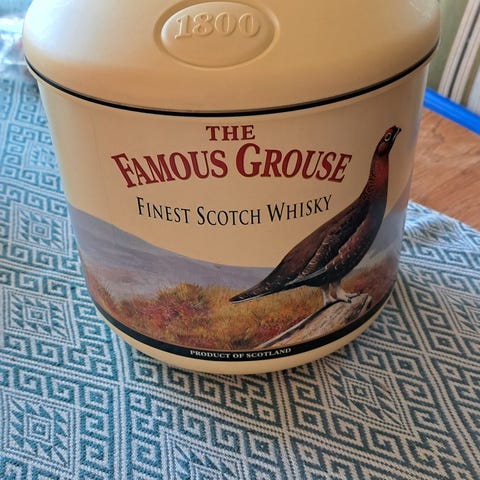 1800
THE
FAMOUS GROUSE
FINEST SCOTCH WHISKY
PRODUCT OF SCOTLAND